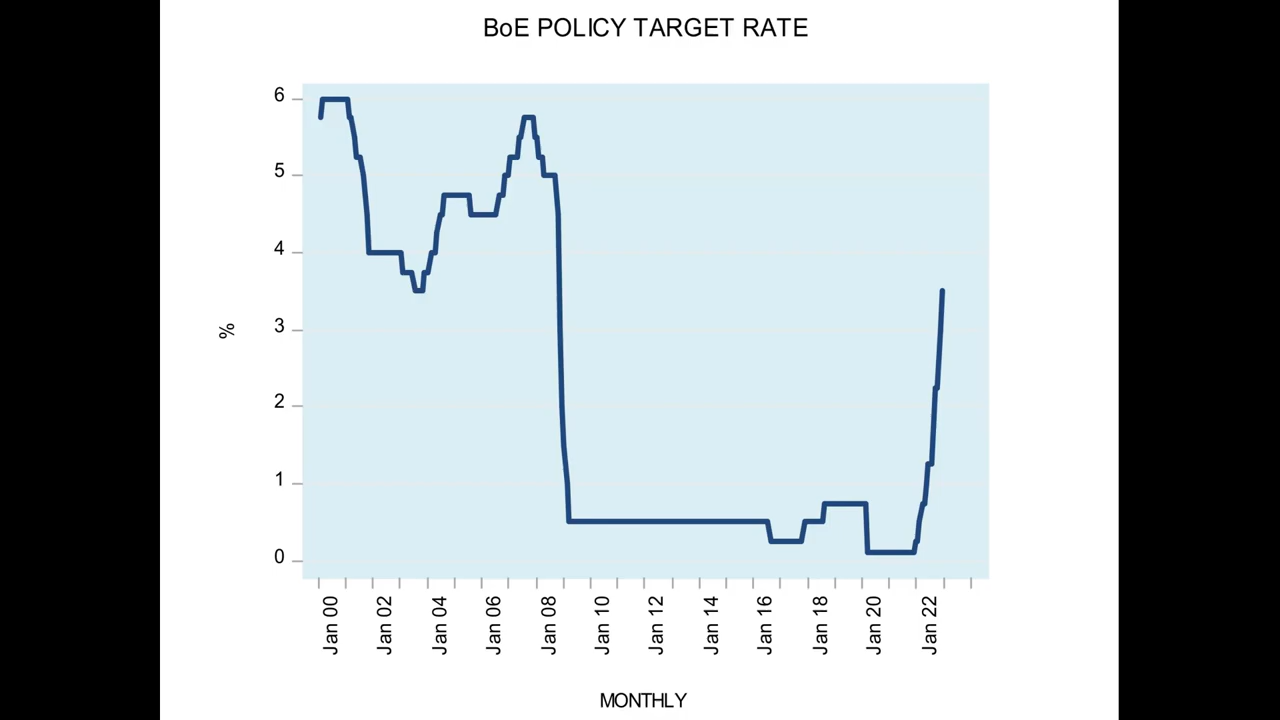 BoE POLICY TARGET RATE
6
5
4
3
2
1
0
%
Jan 00
Jan 02
Jan 04
Jan 06
Jan 08
Jan 10
Jan 12
Jan 14
Jan 16
Jan 18
Jan 20
Jan 22
MONTHLY